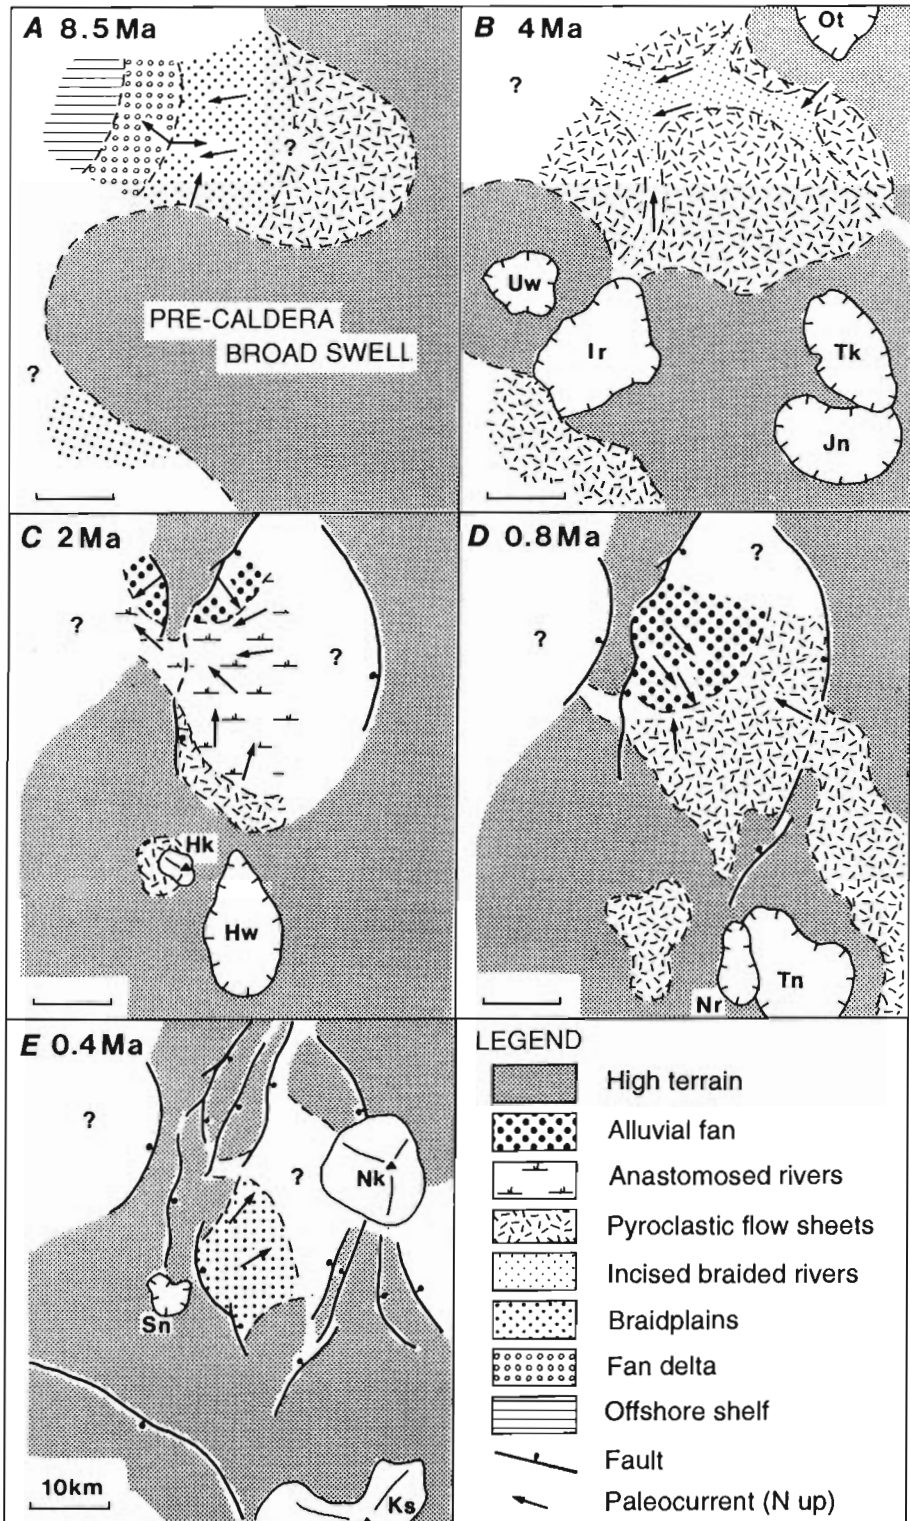 A 8.5 Ma
?
PRE-CALDERA
BROAD SWELL
?
B 4 Ma
Ot
?
Uw
Ir
Tk
Jn
C 2 Ma
?
?
Hk
Hw
D 0.8 Ma
?
?
Nr
Tn
E 0.4 Ma
?
?
Nk
Sn
10km
Ks
LEGEND
High terrain
Alluvial fan
Anastomosed rivers
Pyroclastic flow sheets
Incised braided rivers
Braidplains
Fan delta
Offshore shelf
Fault
Paleocurrent (N up)